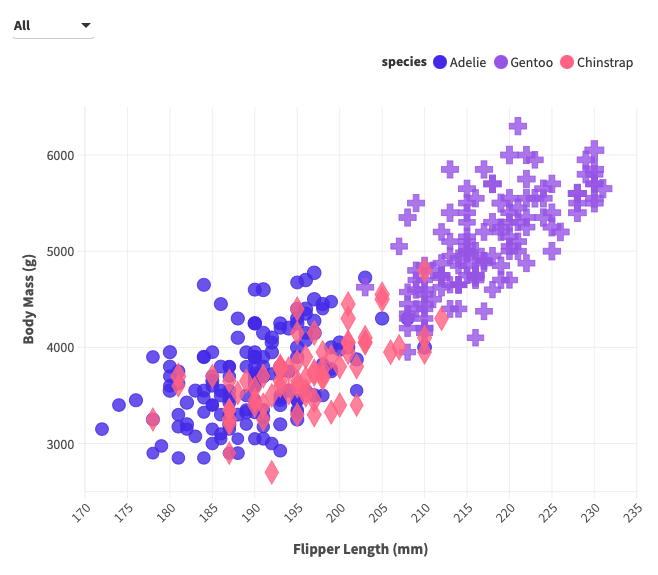 All
species Adelie Gentoo Chinstrap
6000
5000
4000
3000
Body Mass (g)
170 175 180 185 190 195 200 205 210 215 220 225 230 235
Flipper Length (mm)